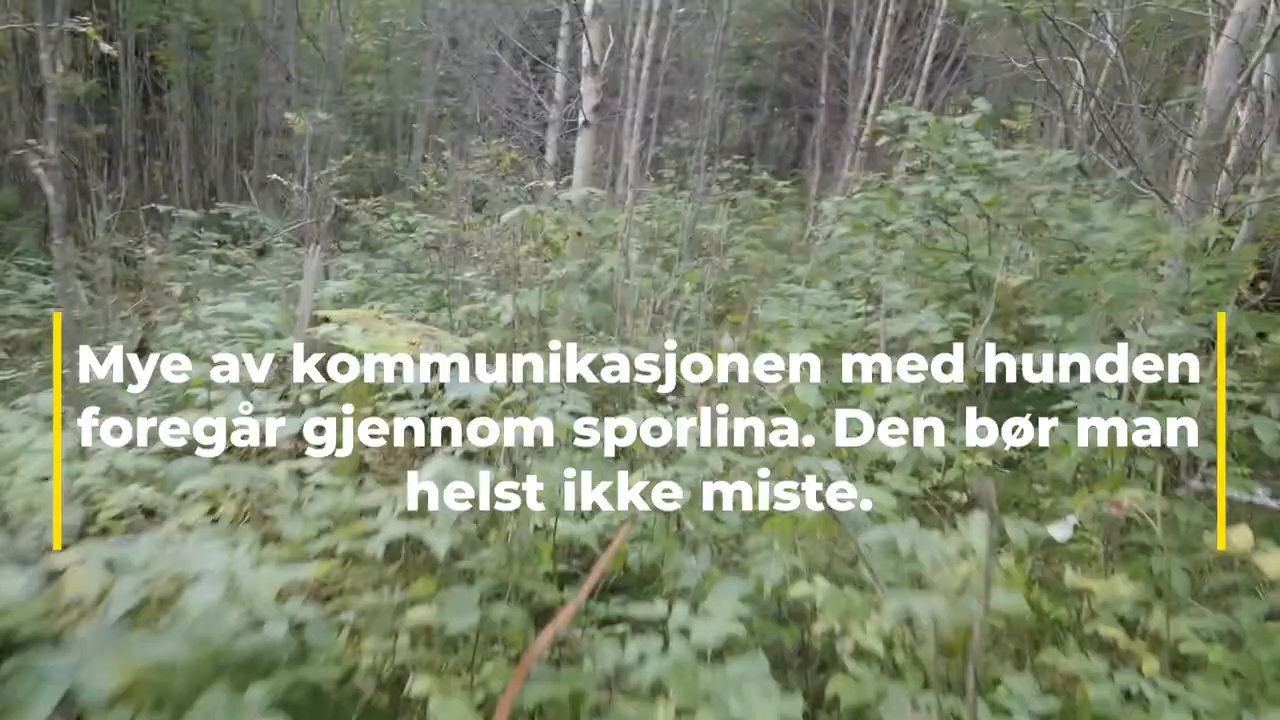 Mye av kommunikasjonen med hunden
foregår gjennom sporlina. Den bør man
helst ikke miste.